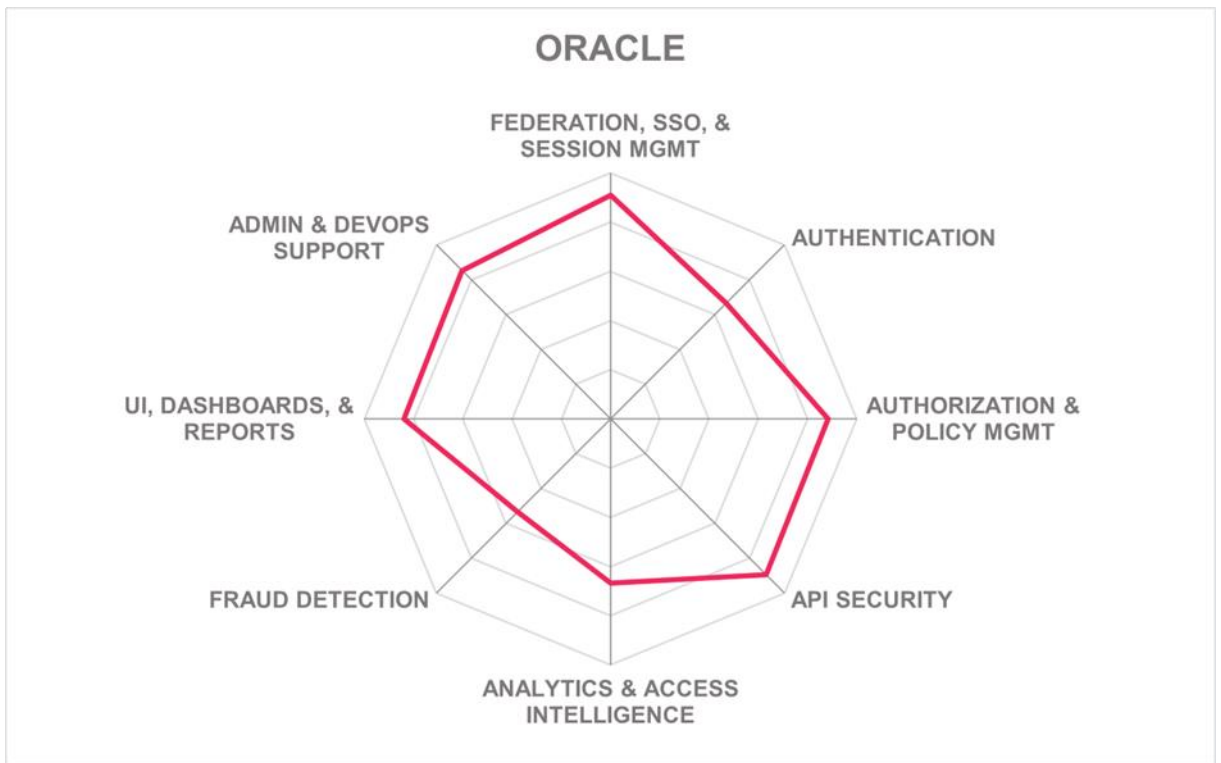 ORACLE
FEDERATION, SSO, &
SESSION MGMT
ADMIN & DEVOPS
SUPPORT
AUTHENTICATION
UI, DASHBOARDS, &
REPORTS
AUTHORIZATION &
POLICY MGMT
FRAUD DETECTION
API SECURITY
ANALYTICS & ACCESS
INTELLIGENCE